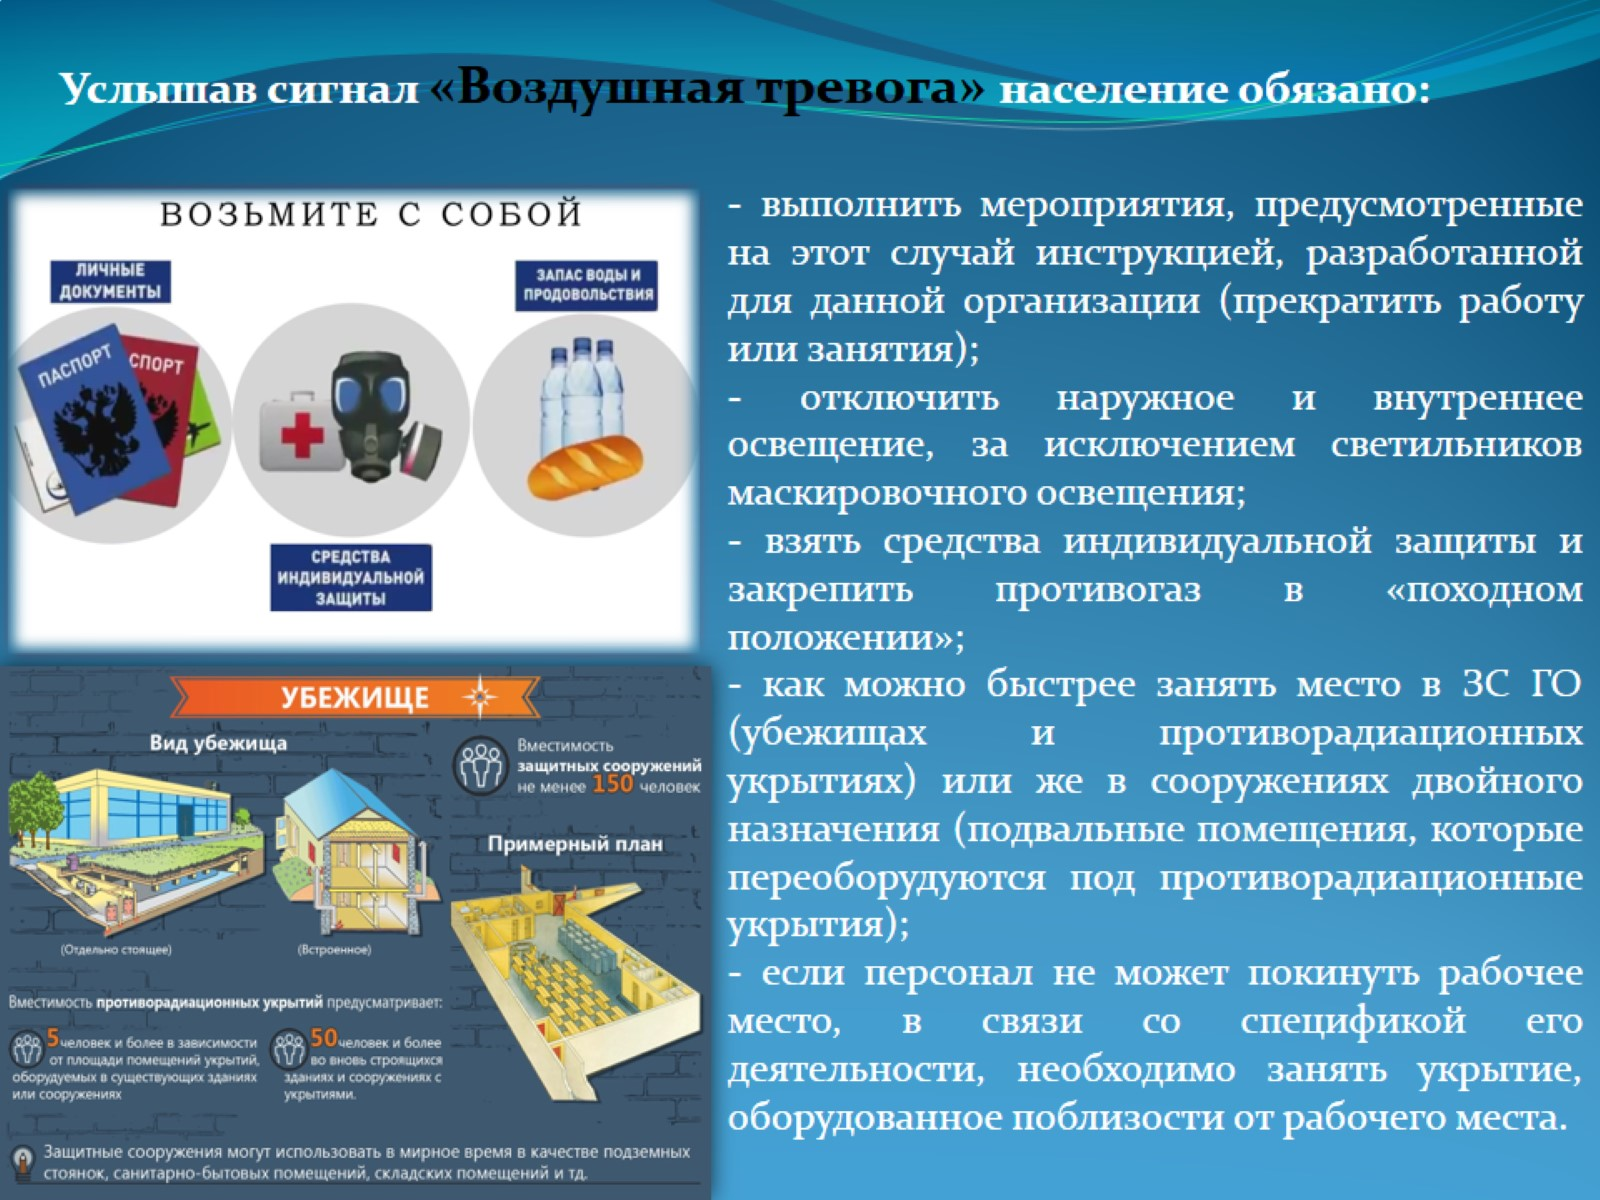 Услышав сигнал «Воздушная тревога» население обязано:
ВОЗЬМИТЕ С СОБОЙ
ЛИЧНЫЕ
ДОКУМЕНТЫ
ЗАПАС ВОДЫ И
ПРОДОВОЛЬСТВИЯ
ПАСПОРТ
СПОРТ
СРЕДСТВА
ИНДИВИДУАЛЬНОЙ
ЗАЩИТЫ
УБЕЖИЩЕ
Вид убежища
Вместимость
защитных сооружений
не менее 150 человек
Примерный план
(Отдельно стоящее)
(Встроенное)
Вместимость противорадиационных укрытий предусматривает:
5 человек и более в зависимости
от площади помещений укрытий,
оборудуемых в существующих зданиях
или сооружениях
50 человек и более
во вновь строящихся
зданиях и сооружениях с
укрытиями.
Защитные сооружения могут использовать в мирное время в качестве подземных
стоянок, санитарно-бытовых помещений, складских помещений и тд.
- выполнить мероприятия, предусмотренные
на этот случай инструкцией, разработанной
для данной организации (прекратить работу
или занятия);
- отключить наружное и внутреннее
освещение, за исключением светильников
маскировочного освещения;
- взять средства индивидуальной защиты и
закрепить противогаз в «походном
положении»;
- как можно быстрее занять место в ЗС ГО
(убежищах и противорадиационных
укрытиях) или же в сооружениях двойного
назначения (подвальные помещения, которые
переоборудуются под противорадиационные
укрытия);
- если персонал не может покинуть рабочее
место, в связи со спецификой его
деятельности, необходимо занять укрытие,
оборудованное поблизости от рабочего места.